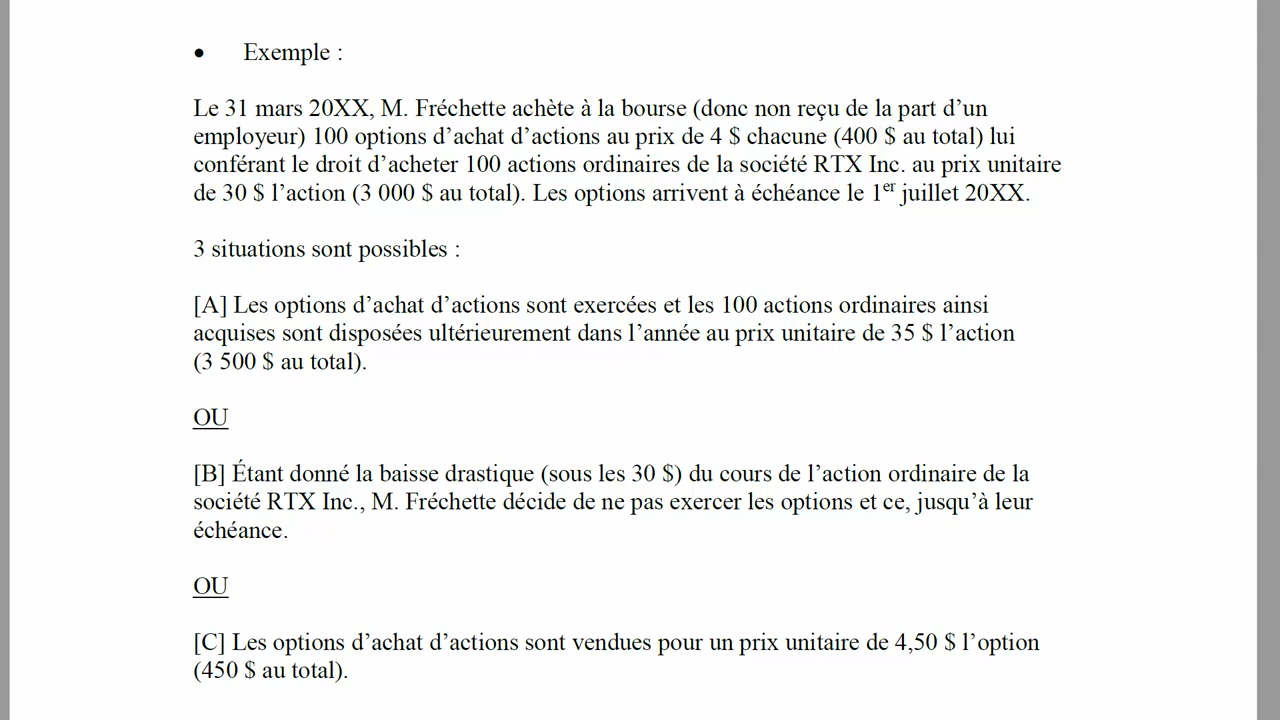 • Exemple :
Le 31 mars 20XX, M. Fréchette achète à la bourse (donc non reçu de la part d’un
employeur) 100 options d’achat d’actions au prix de 4 $ chacune (400 $ au total) lui
conférant le droit d’acheter 100 actions ordinaires de la société RTX Inc. au prix unitaire
de 30 $ l’action (3 000 $ au total). Les options arrivent à échéance le 1er juillet 20XX.
3 situations sont possibles :
[A] Les options d’achat d’actions sont exercées et les 100 actions ordinaires ainsi
acquises sont disposées ultérieurement dans l’année au prix unitaire de 35 $ l’action
(3 500 $ au total).
OU
[B] Étant donné la baisse drastique (sous les 30 $) du cours de l’action ordinaire de la
société RTX Inc., M. Fréchette décide de ne pas exercer les options et ce, jusqu’à leur
échéance.
OU
[C] Les options d’achat d’actions sont vendues pour un prix unitaire de 4,50 $ l’option
(450 $ au total).